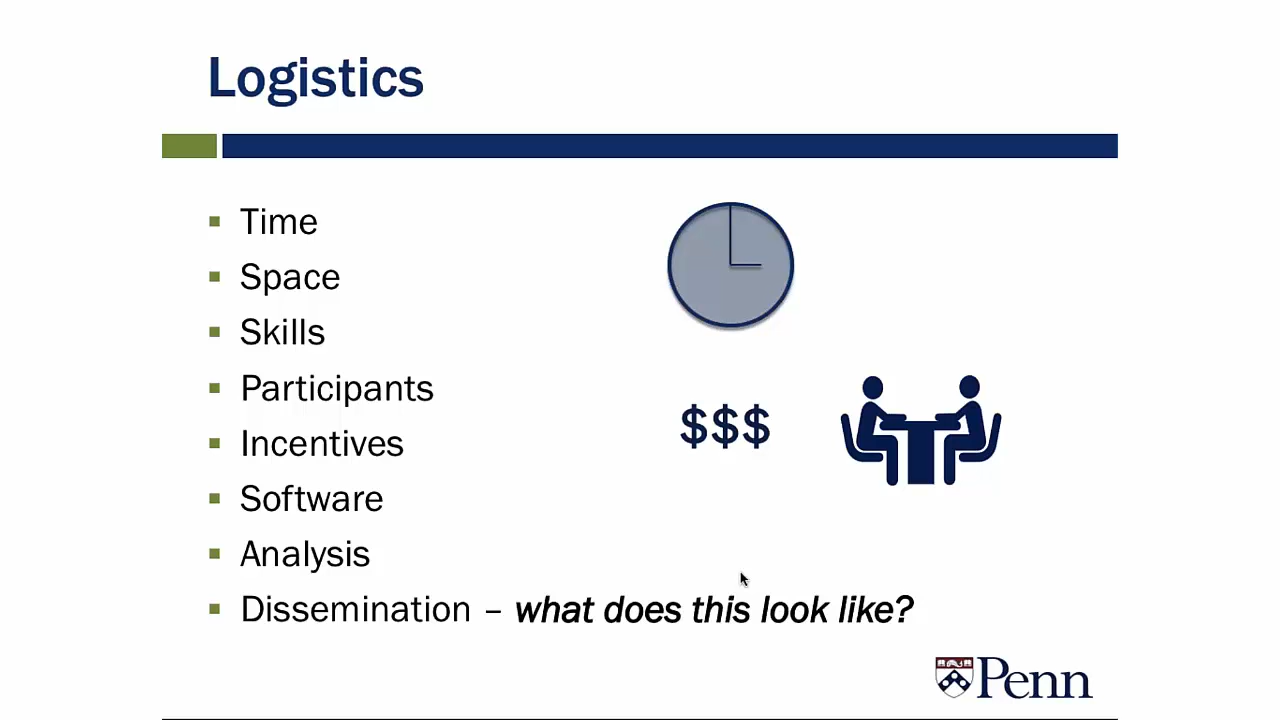 Logistics
Time
Space
Skills
Participants
$$$
Incentives
Software
Analysis
Dissemination – what does this look like?
Penn